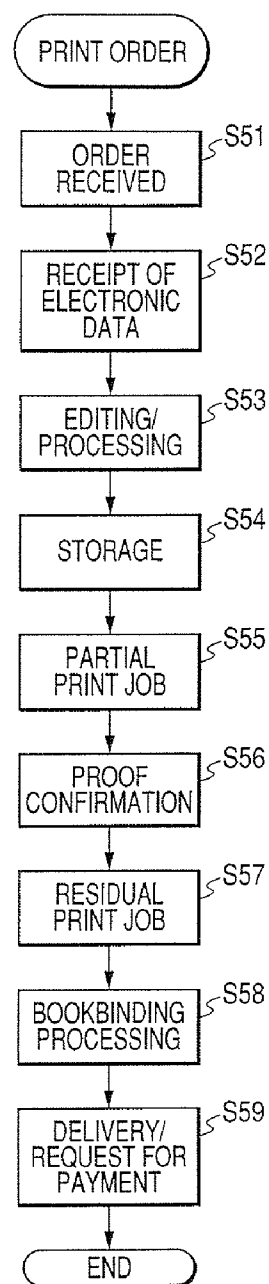 PRINT ORDER
S51
ORDER
RECEIVED
S52
RECEIPT OF
ELECTRONIC
DATA
S53
EDITING/
PROCESSING
S54
STORAGE
S55
PARTIAL
PRINT JOB
S56
PROOF
CONFIRMATION
S57
RESIDUAL
PRINT JOB
S58
BOOKBINDING
PROCESSING
S59
DELIVERY/
REQUEST FOR
PAYMENT
END